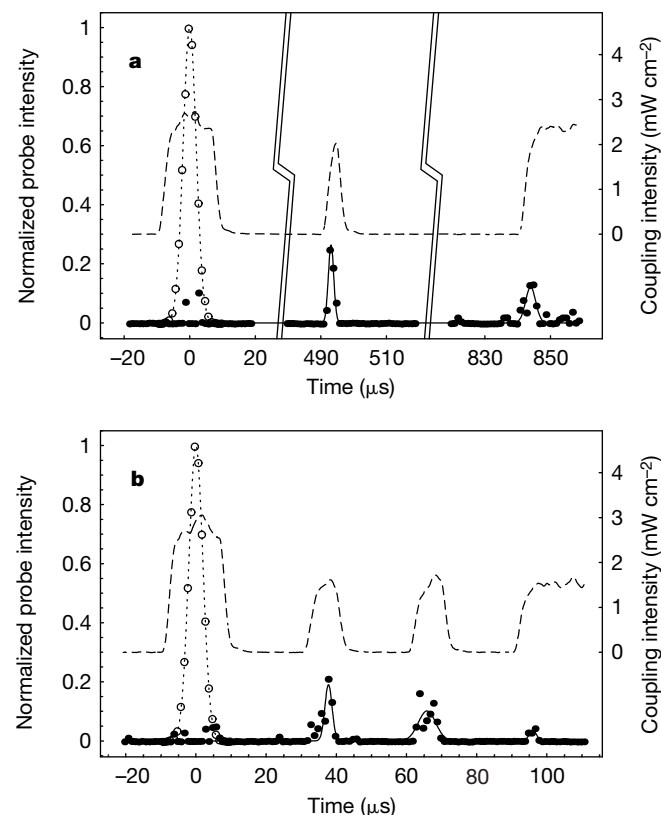 a
Normalized probe intensity
1
0.8
0.6
0.4
0.2
0
Coupling intensity (mW cm−2)
4
3
2
1
0
−20 0 20 490 510 830 850
Time (μs)
b
Normalized probe intensity
1
0.8
0.6
0.4
0.2
0
Coupling intensity (mW cm−2)
4
3
2
1
0
−20 0 20 40 60 80 100
Time (μs)